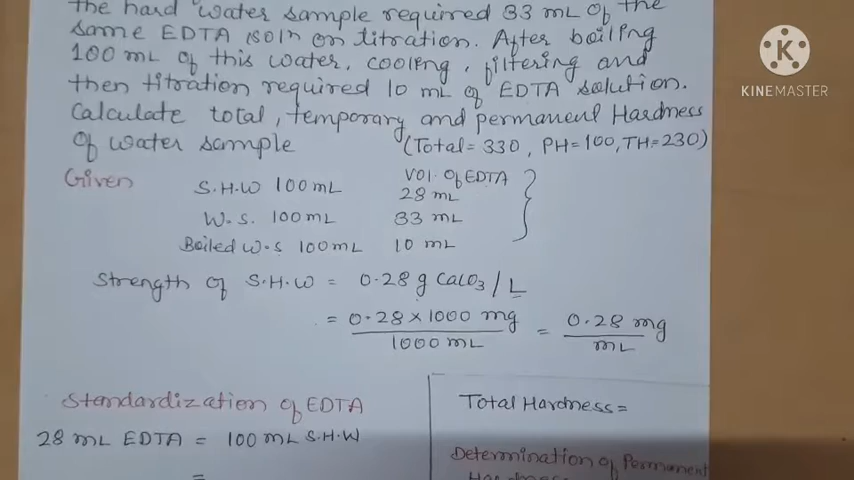 the hard water sample required 33 mL of the
same EDTA soln on titration. After boiling
100 mL of this water, cooling, filtering and
then titration required 10 mL of EDTA solution.
Calculate total, temporary and permanent Hardness
of water sample (Total = 330, PH=100, TH=230)
KINEMASTER
Given
S.H.W 100 mL
Vol. of EDTA
28 mL
W.S. 100 mL 33 mL
Boiled W.S 100 mL 10 mL
Strength of S.H.W = 0.28 g CaCO3/L
= 0.28 × 1000 mg / 1000 mL = 0.28 mg / mL
Standardization of EDTA
28 mL EDTA = 100 mL S.H.W
=
Total Hardness =
Determination of Permanent
Hardness